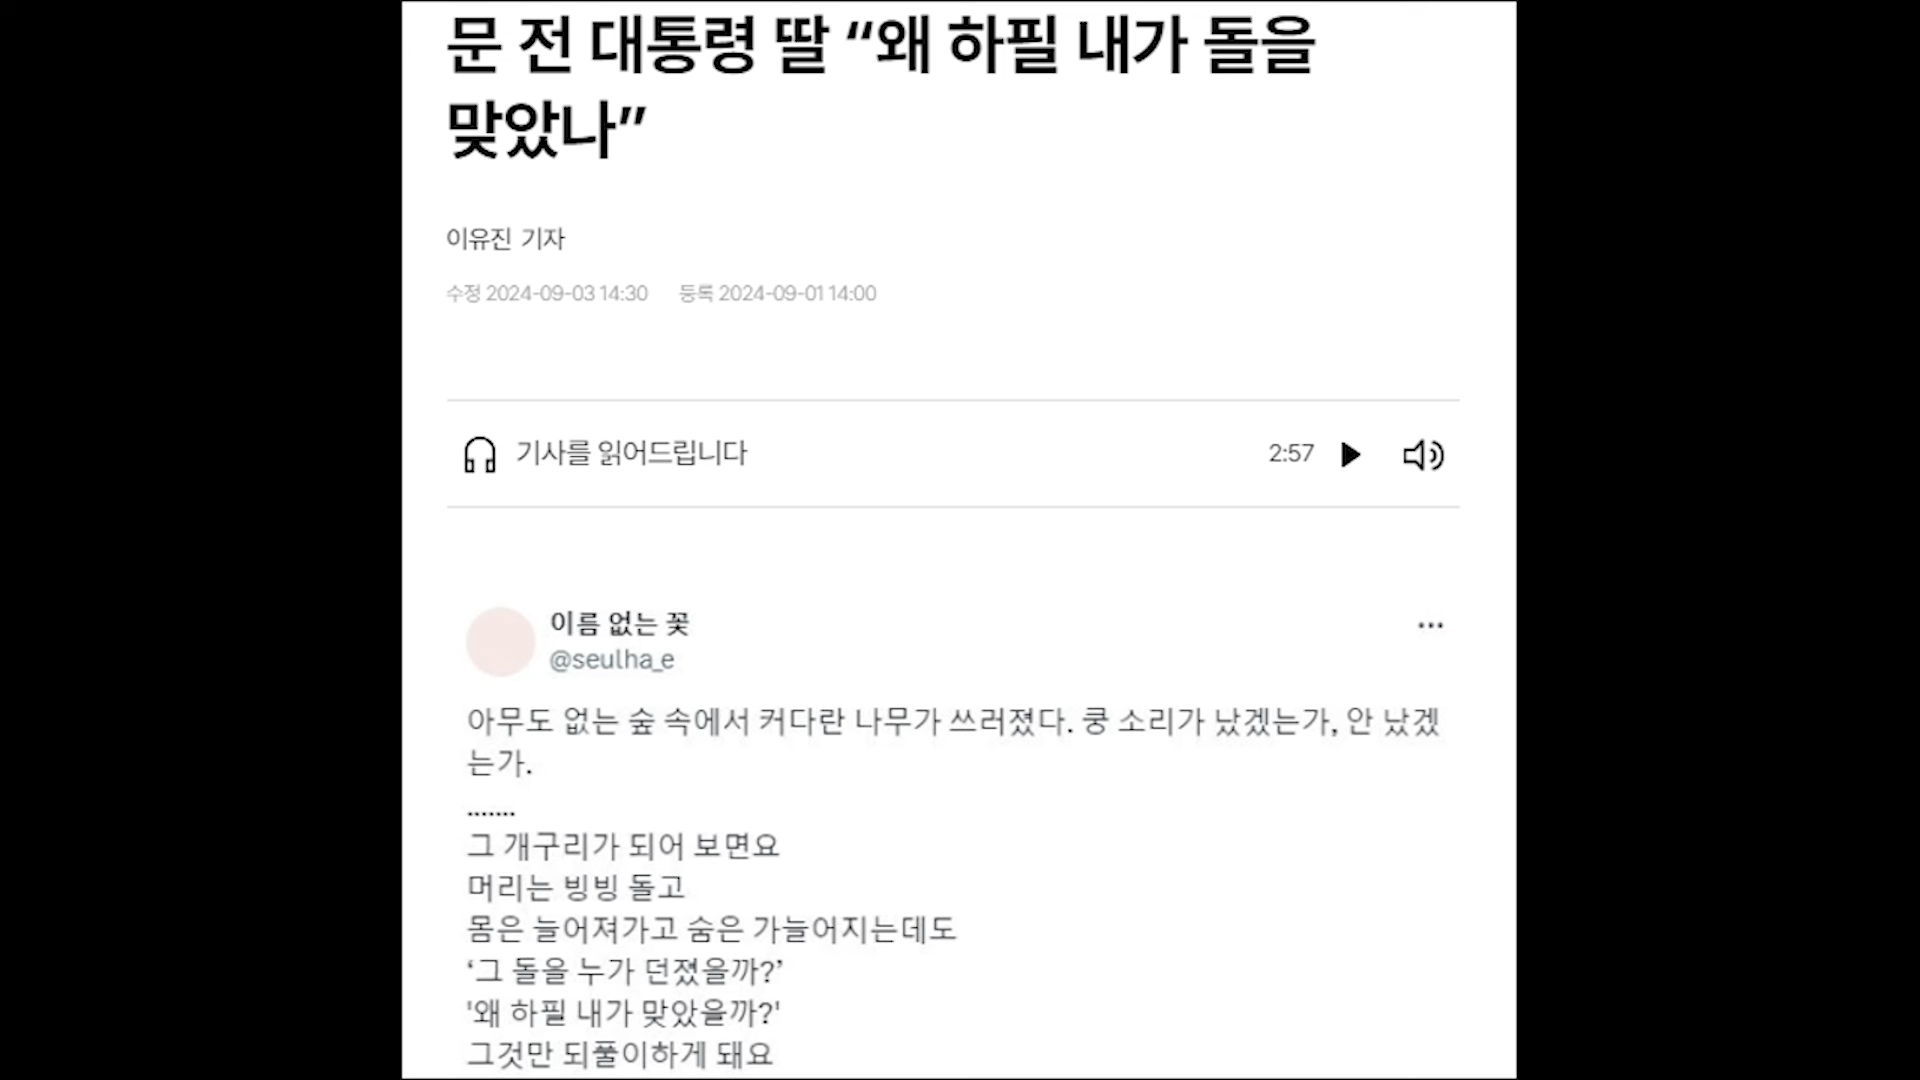 문 전 대통령 딸 “왜 하필 내가 돌을
맞았나”
이유진 기자
수정 2024-09-03 14:30 등록 2024-09-01 14:00
기사를 읽어드립니다
2:57
이름 없는 꽃
@seulha_e
아무도 없는 숲 속에서 커다란 나무가 쓰러졌다. 쿵 소리가 났겠는가, 안 났겠
는가.
.......
그 개구리가 되어 보면요
머리는 빙빙 돌고
몸은 늘어져가고 숨은 가늘어지는데도
‘그 돌을 누가 던졌을까?’
'왜 하필 내가 맞았을까?'
그것만 되풀이하게 돼요